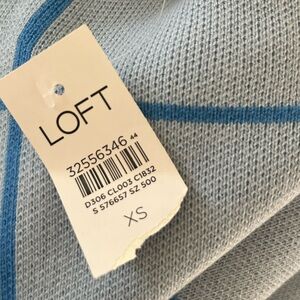 LOFT
32556346 44
D306 CL003 C1832
S 576657 SZ 500
XS